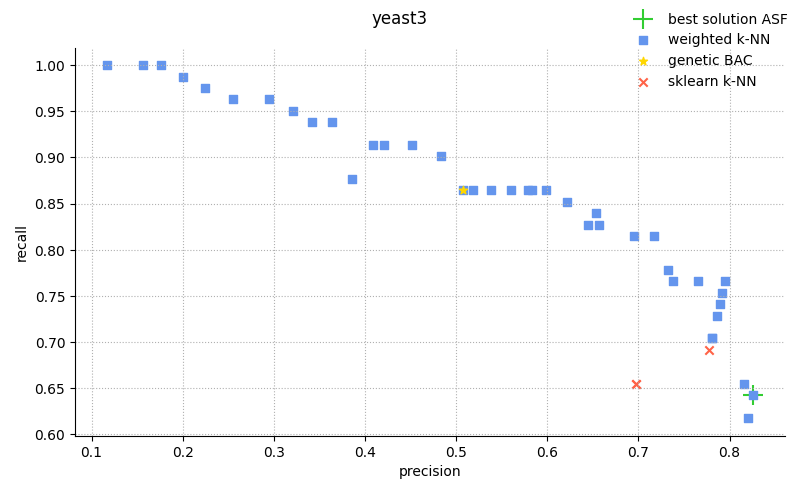 yeast3
best solution ASF
weighted k-NN
genetic BAC
sklearn k-NN
1.00
0.95
0.90
0.85
0.80
0.75
0.70
0.65
0.60
recall
0.1 0.2 0.3 0.4 0.5 0.6 0.7 0.8
precision